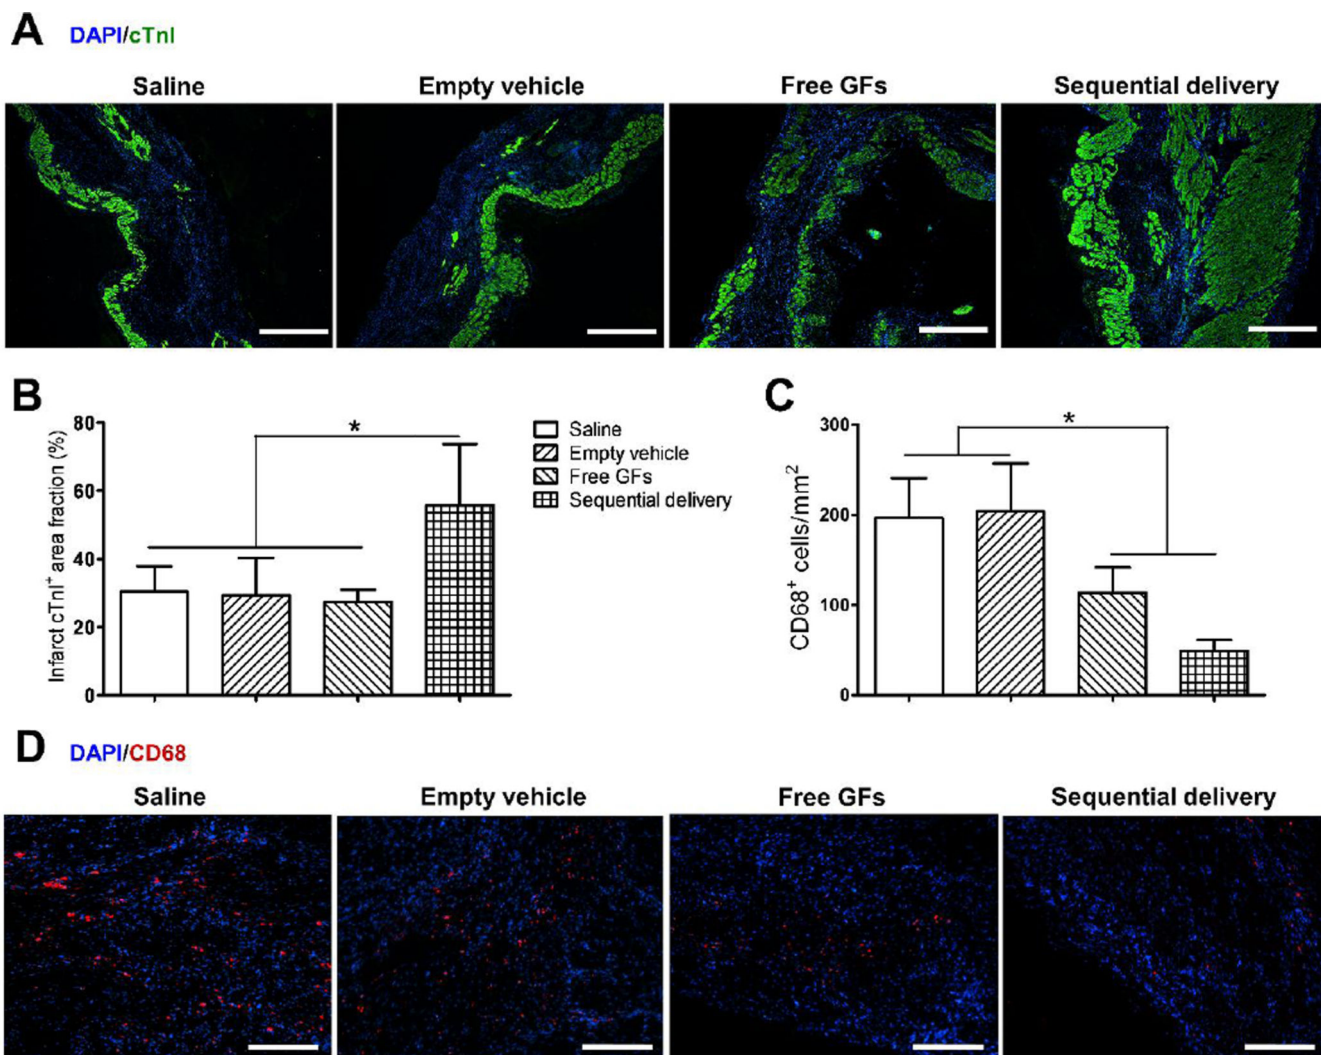 A DAPI/cTnI
Saline Empty vehicle Free GFs Sequential delivery
B
Infarct cTnI⁺ area fraction (%)
80
60
40
20
0
*
Saline
Empty vehicle
Free GFs
Sequential delivery
C
CD68⁺ cells/mm²
300
200
100
0
*
D DAPI/CD68
Saline Empty vehicle Free GFs Sequential delivery